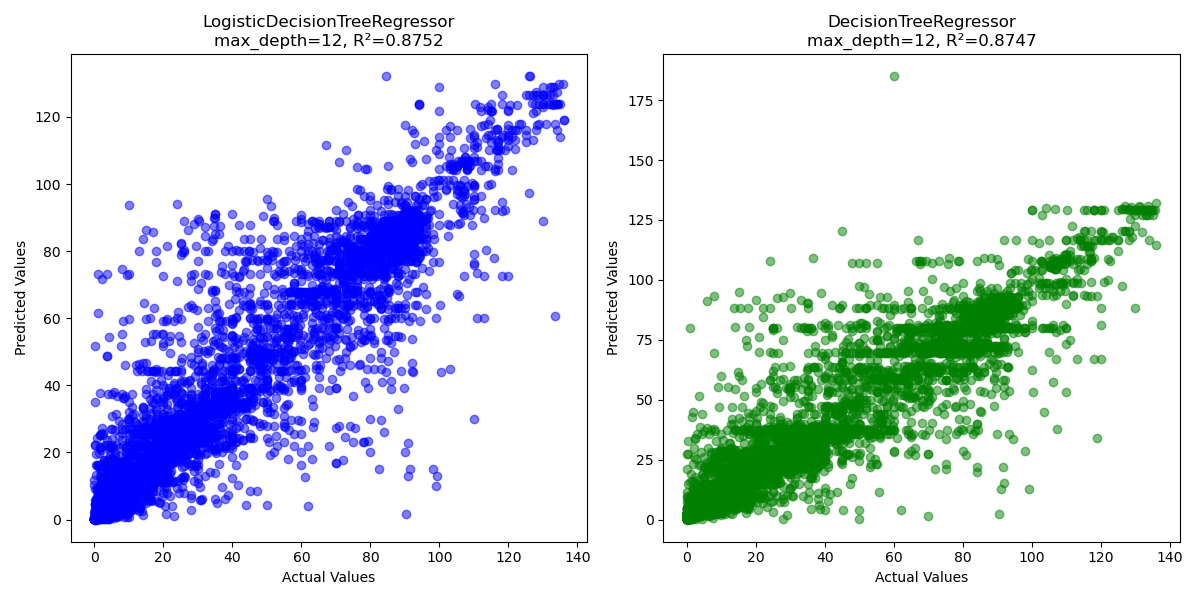 LogisticDecisionTreeRegressor
max_depth=12, R²=0.8752
120
100
80
60
40
20
0
Predicted Values
0 20 40 60 80 100 120 140
Actual Values
DecisionTreeRegressor
max_depth=12, R²=0.8747
175
150
125
100
75
50
25
0
Predicted Values
0 20 40 60 80 100 120 140
Actual Values